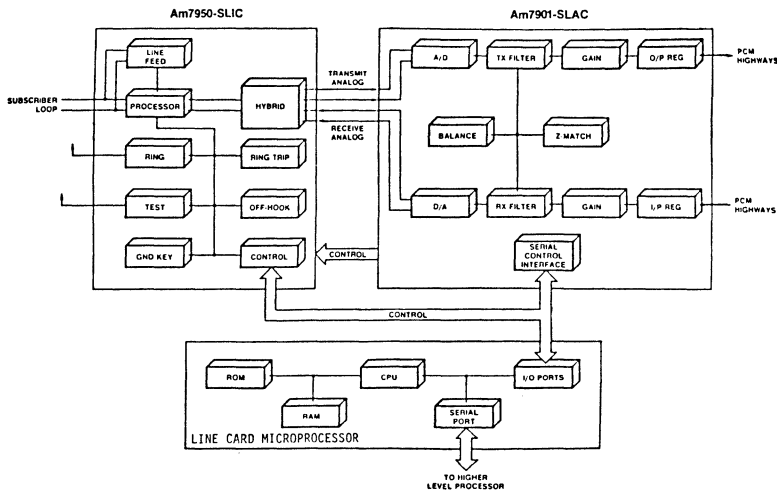 Am7950-SLIC
Am7901-SLAC
LINE
FEED
PROCESSOR
HYBRID
SUBSCRIBER
LOOP
RING
RING TRIP
TEST
OFF-HOOK
GND KEY
CONTROL
TRANSMIT
ANALOG
RECEIVE
ANALOG
A/D
TX FILTER
GAIN
O/P REG
PCM
HIGHWAYS
BALANCE
Z-MATCH
D/A
RX FILTER
GAIN
I/P REG
PCM
HIGHWAYS
CONTROL
SERIAL
CONTROL
INTERFACE
CONTROL
ROM
CPU
I/O PORTS
RAM
SERIAL
PORT
LINE CARD MICROPROCESSOR
TO HIGHER
LEVEL PROCESSOR